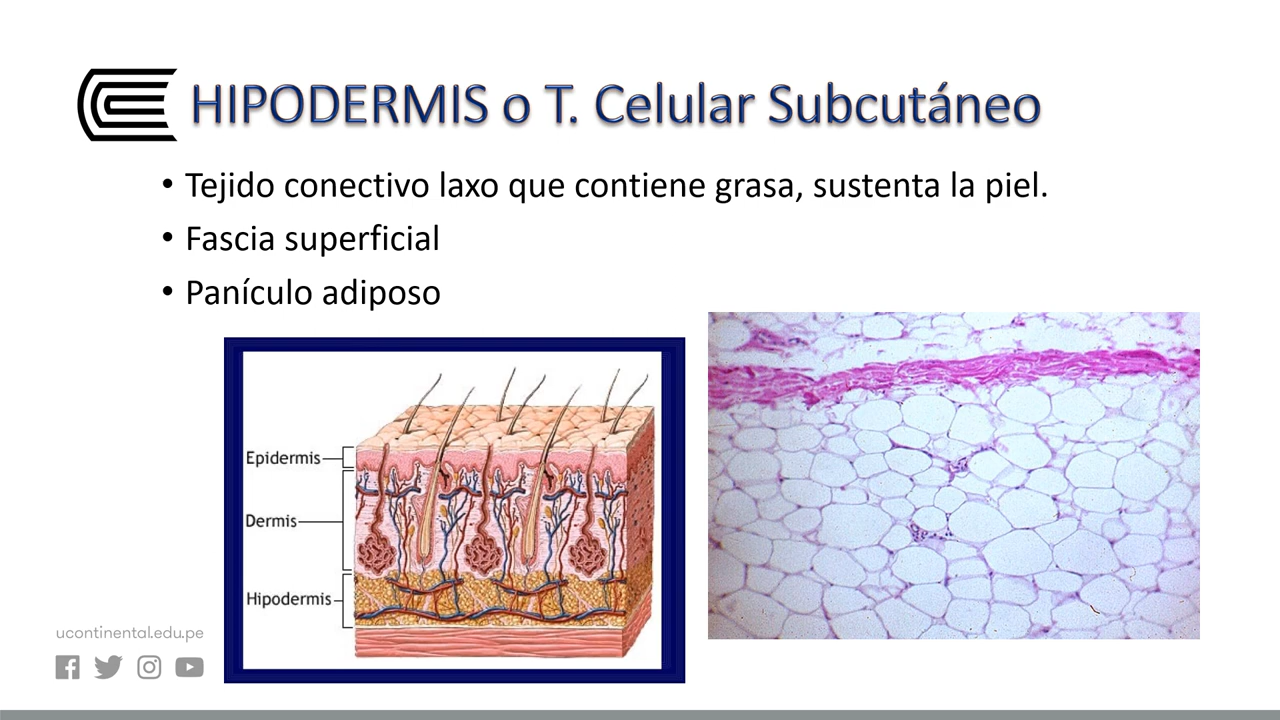 HIPODERMIS o T. Celular Subcutáneo
• Tejido conectivo laxo que contiene grasa, sustenta la piel.
• Fascia superficial
• Panículo adiposo
Epidermis
Dermis
Hipodermis
ucontinental.edu.pe